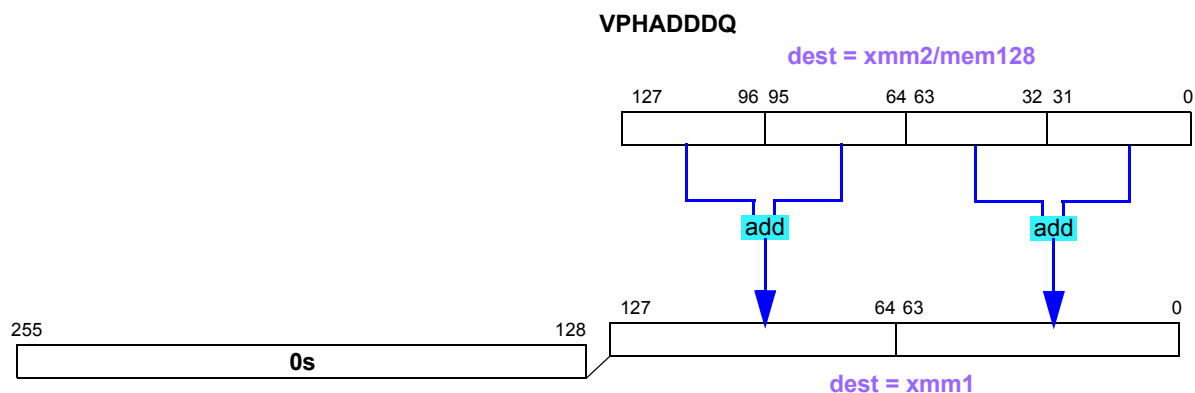 VPHADDDQ
dest = xmm2/mem128
127 96 95 64 63 32 31 0
add add
127 64 63 0
255 128
0s
dest = xmm1